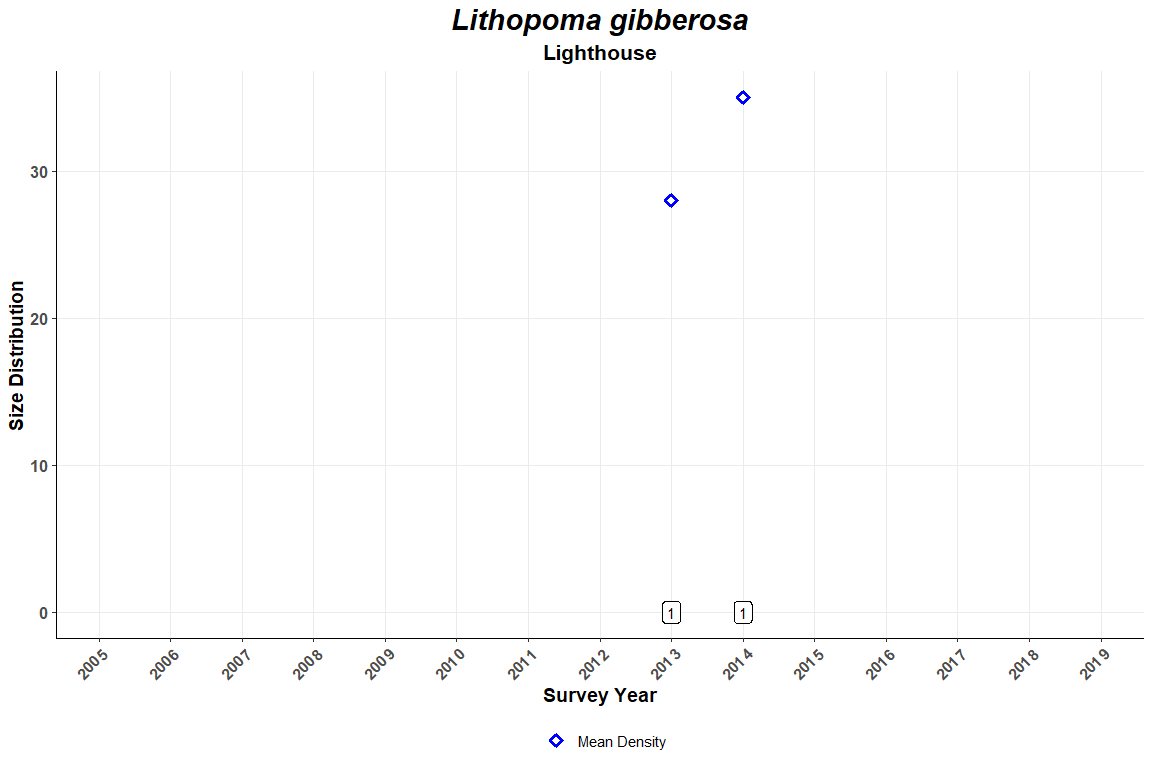 Lithopoma gibberosa
Lighthouse
Size Distribution
30
20
10
0
1 1
2005 2006 2007 2008 2009 2010 2011 2012 2013 2014 2015 2016 2017 2018 2019
Survey Year
Mean Density